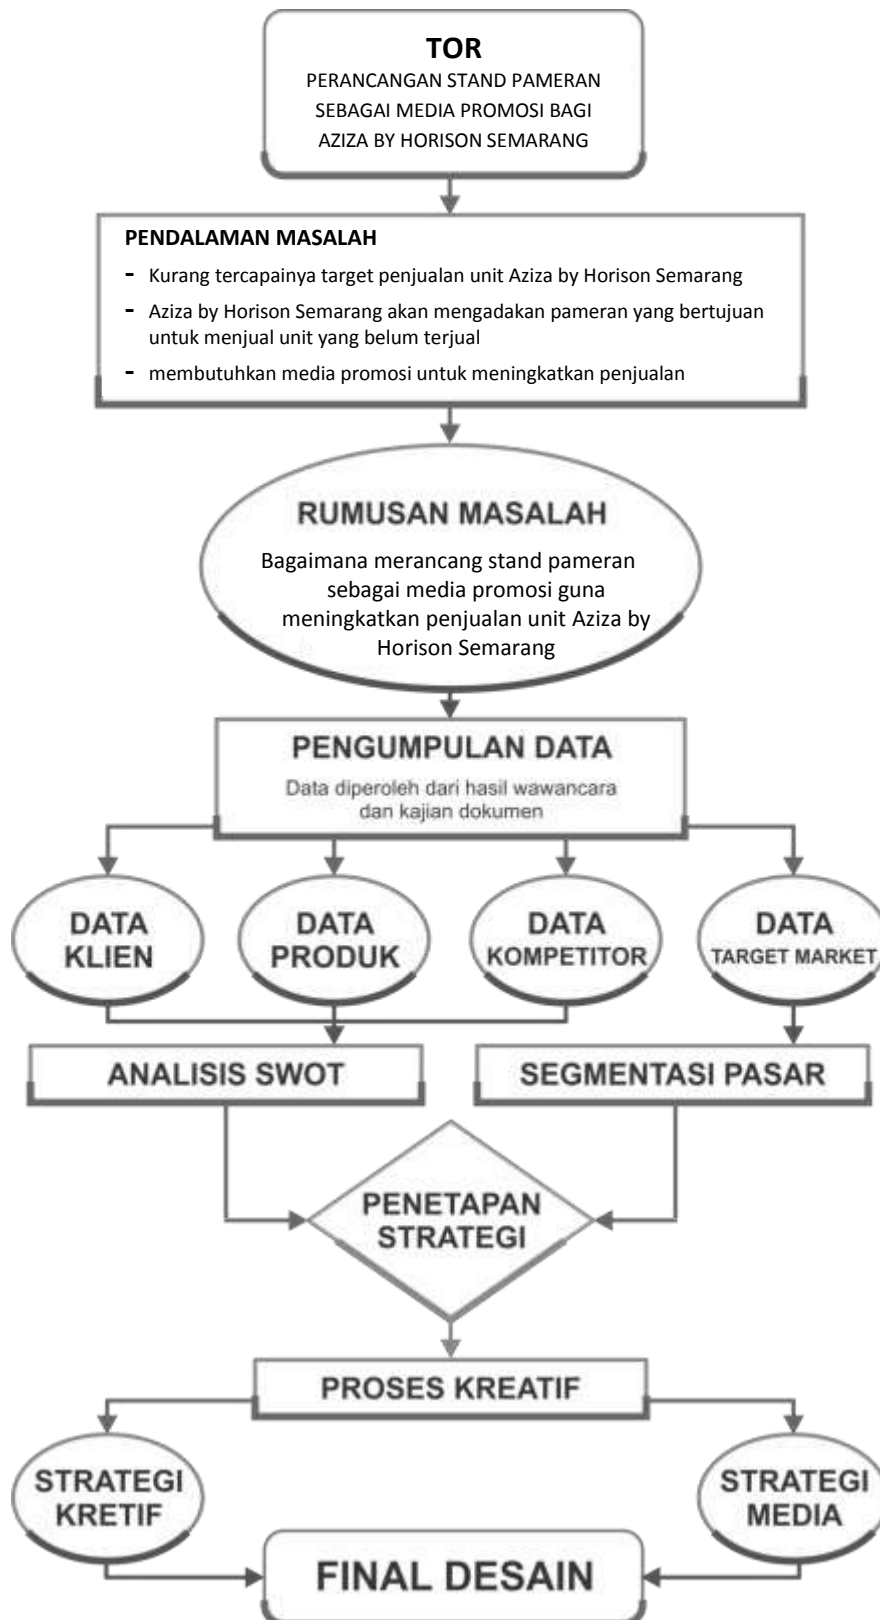 TOR
PERANCANGAN STAND PAMERAN
SEBAGAI MEDIA PROMOSI BAGI
AZIZA BY HORISON SEMARANG
PENDALAMAN MASALAH
- Kurang tercapainya target penjualan unit Aziza by Horison Semarang
- Aziza by Horison Semarang akan mengadakan pameran yang bertujuan
untuk menjual unit yang belum terjual
- membutuhkan media promosi untuk meningkatkan penjualan
RUMUSAN MASALAH
Bagaimana merancang stand pameran
sebagai media promosi guna
meningkatkan penjualan unit Aziza by
Horison Semarang
PENGUMPULAN DATA
Data diperoleh dari hasil wawancara
dan kajian dokumen
DATA
KLIEN
DATA
PRODUK
DATA
KOMPETITOR
DATA
TARGET MARKET
ANALISIS SWOT
SEGMENTASI PASAR
PENETAPAN
STRATEGI
PROSES KREATIF
STRATEGI
KRETIF
STRATEGI
MEDIA
FINAL DESAIN